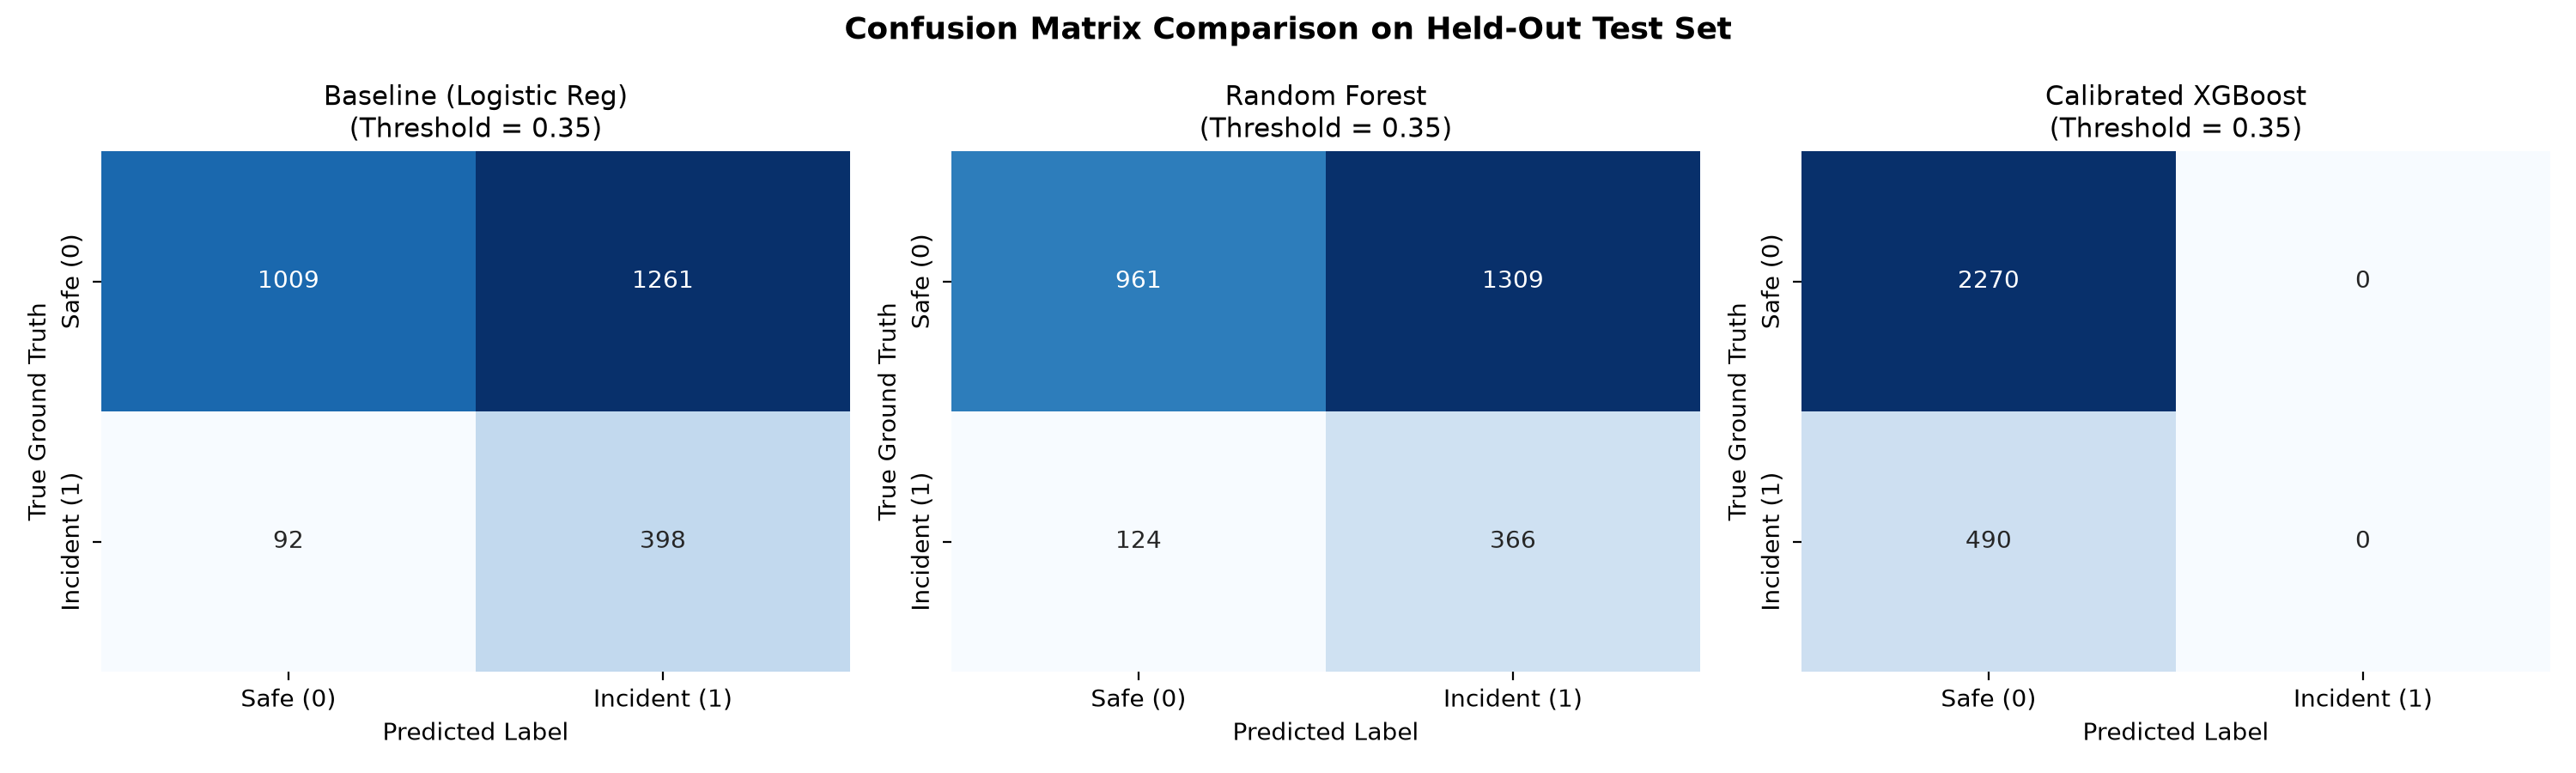 Confusion Matrix Comparison on Held-Out Test Set
Baseline (Logistic Reg)
(Threshold = 0.35)
True Ground Truth
Safe (0)
Incident (1)
1009
1261
92
398
Safe (0)
Incident (1)
Predicted Label
Random Forest
(Threshold = 0.35)
True Ground Truth
Safe (0)
Incident (1)
961
1309
124
366
Safe (0)
Incident (1)
Predicted Label
Calibrated XGBoost
(Threshold = 0.35)
True Ground Truth
Safe (0)
Incident (1)
2270
0
490
0
Safe (0)
Incident (1)
Predicted Label